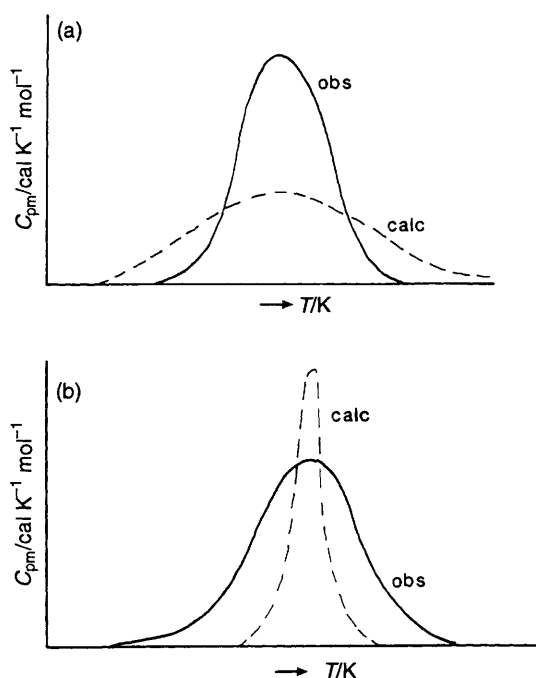 (a)
obs
C_pm/cal K⁻¹ mol⁻¹
calc
→ T/K
(b)
calc
C_pm/cal K⁻¹ mol⁻¹
obs
→ T/K